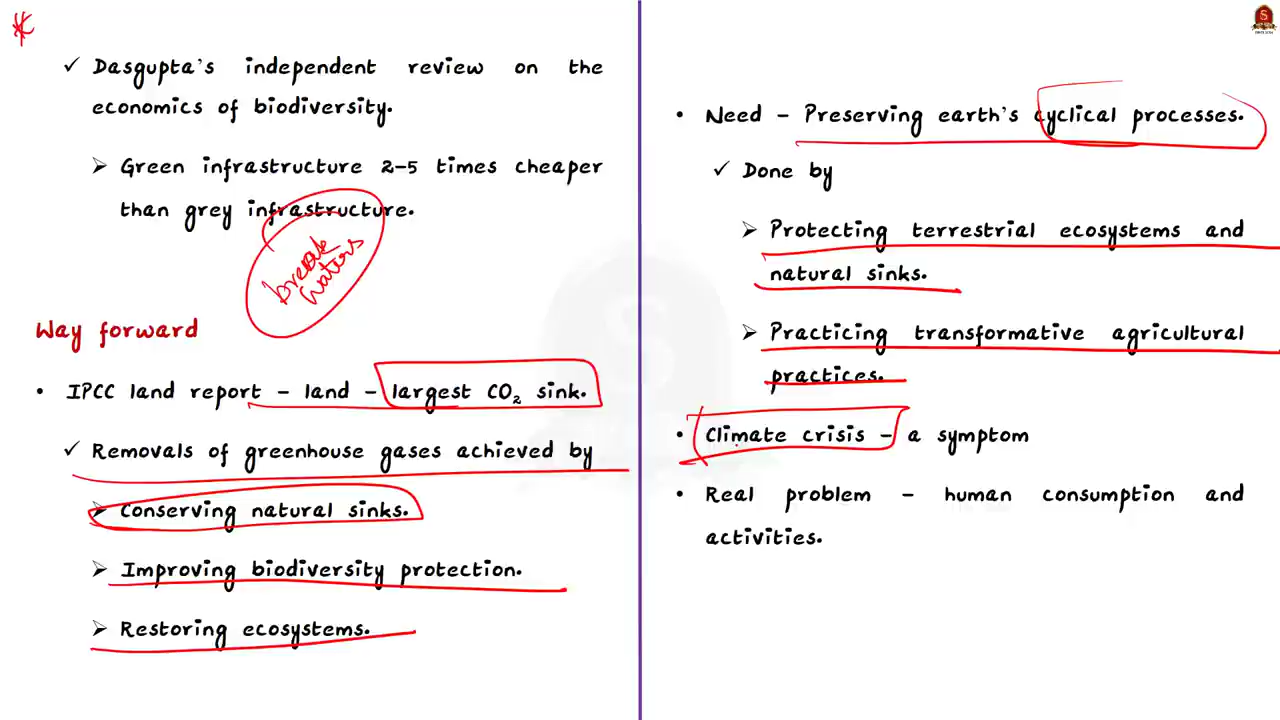 ✓ Dasgupta's independent review on the
economics of biodiversity.
➢ Green infrastructure 2-5 times cheaper
than grey infrastructure.
break
waters
Way forward
• IPCC land report - land - largest CO₂ sink.
✓ Removals of greenhouse gases achieved by
➢ Conserving natural sinks.
➢ Improving biodiversity protection.
➢ Restoring ecosystems.
• Need - Preserving earth's cyclical processes.
✓ Done by
➢ Protecting terrestrial ecosystems and
natural sinks.
➢ Practicing transformative agricultural
practices.
• Climate crisis - a symptom
• Real problem - human consumption and
activities.